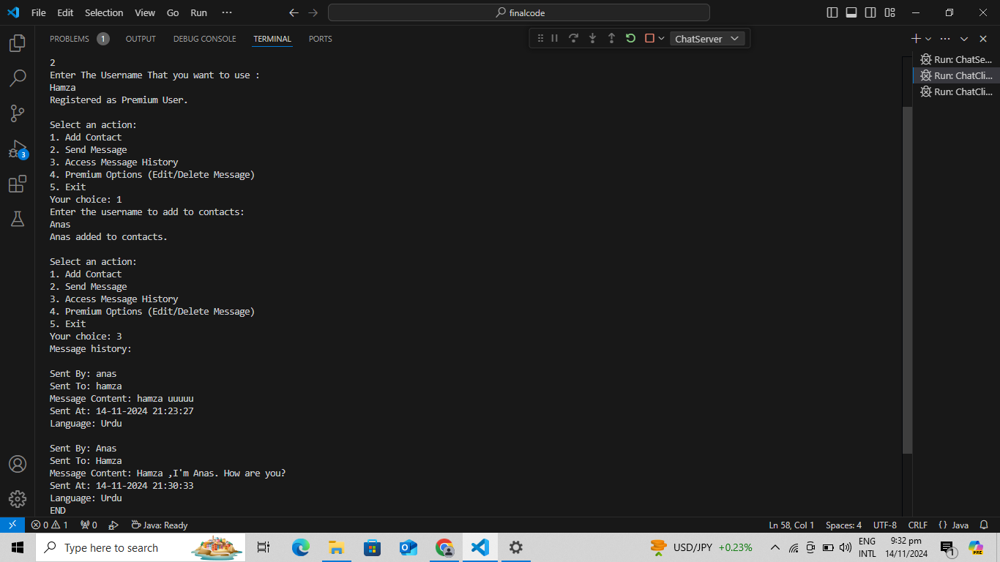 File Edit Selection View Go Run ··· finalcode
PROBLEMS 1 OUTPUT DEBUG CONSOLE TERMINAL PORTS ChatServer
Run: ChatSe...
Run: ChatCli...
Run: ChatCli...
2
Enter The Username That you want to use :
Hamza
Registered as Premium User.
Select an action:
1. Add Contact
2. Send Message
3. Access Message History
4. Premium Options (Edit/Delete Message)
5. Exit
Your choice: 1
Enter the username to add to contacts:
Anas
Anas added to contacts.
Select an action:
1. Add Contact
2. Send Message
3. Access Message History
4. Premium Options (Edit/Delete Message)
5. Exit
Your choice: 3
Message history:
Sent By: anas
Sent To: hamza
Message Content: hamza uuuuu
Sent At: 14-11-2024 21:23:27
Language: Urdu
Sent By: Anas
Sent To: Hamza
Message Content: Hamza ,I'm Anas. How are you?
Sent At: 14-11-2024 21:30:33
Language: Urdu
END
3
0 1 0 Java: Ready Ln 58, Col 1 Spaces: 4 UTF-8 CRLF {} Java
Type here to search USD/JPY +0.23% ENG 9:32 pm
INTL 14/11/2024 1 PRE